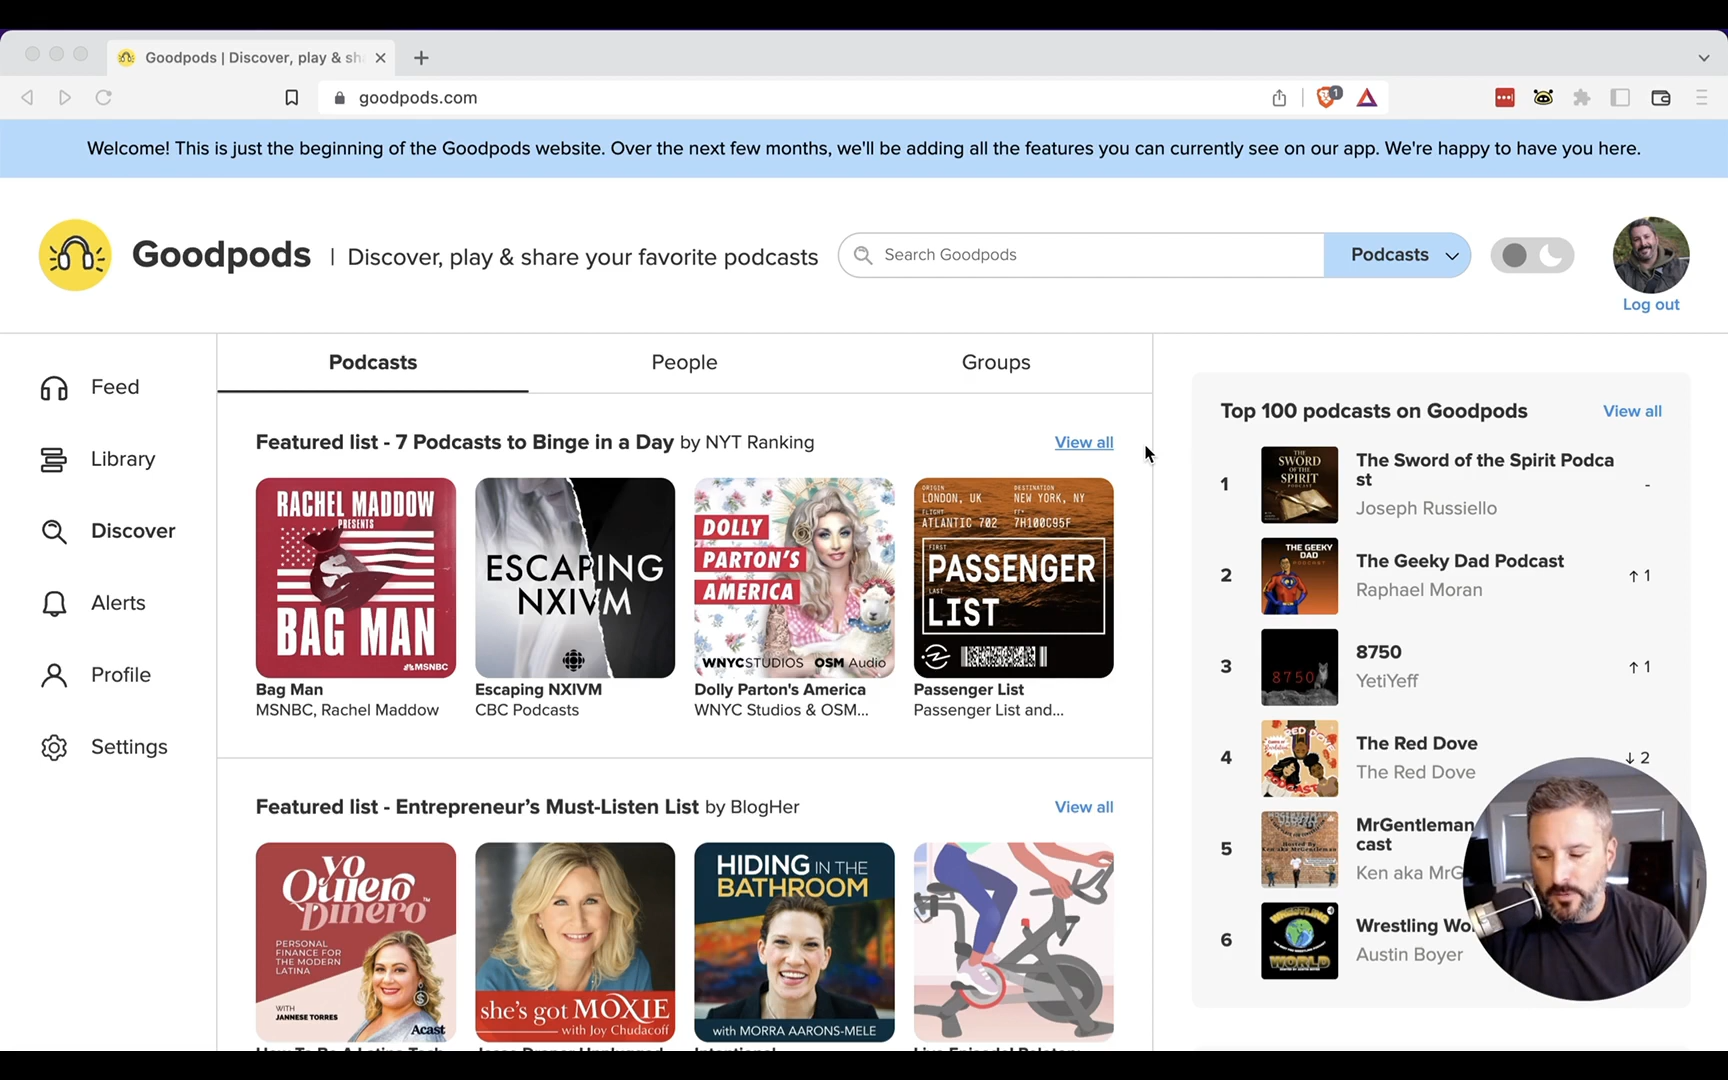 Goodpods | Discover, play & sh
goodpods.com
1
Welcome! This is just the beginning of the Goodpods website. Over the next few months, we'll be adding all the features you can currently see on our app. We're happy to have you here.
Goodpods | Discover, play & share your favorite podcasts
Search Goodpods
Podcasts
Log out
Feed
Library
Discover
Alerts
Profile
Settings
Podcasts
People
Groups
Featured list - 7 Podcasts to Binge in a Day by NYT Ranking
View all
RACHEL MADDOW
PRESENTS
$
BAG MAN
MSNBC
Bag Man
MSNBC, Rachel Maddow
ESCAPING
NXIVM
Escaping NXIVM
CBC Podcasts
DOLLY
PARTON'S
AMERICA
WNYCSTUDIOS OSM Audio
Dolly Parton's America
WNYC Studios & OSM...
ORIGIN DESTINATION
LONDON, UK NEW YORK, NY
FLIGHT
ATLANTIC 702 7H100C95F
FIRST
PASSENGER
LAST
LIST
Passenger List
Passenger List and...
Featured list - Entrepreneur's Must-Listen List by BlogHer
View all
YO
Quiero
Dinero
PERSONAL
FINANCE FOR
THE MODERN
LATINA
WITH
JANNESE TORRES
Acast
she's got MOXIE
with Joy Chudacoff
HIDING IN THE
BATHROOM
with MORRA AARONS-MELE
Top 100 podcasts on Goodpods
View all
1
THE
SWORD
OF THE
SPIRIT
PODCAST
The Sword of the Spirit Podca
st
Joseph Russiello
-
2
THE GEEKY
DAD
The Geeky Dad Podcast
Raphael Moran
↑ 1
3
8750
8750
YetiYeff
↑ 1
4
RED DOVE
PODCAST
The Red Dove
The Red Dove
↓ 2
5
MrGentleman
cast
Ken aka MrG
6
WRESTLING
WORLD
Wrestling Wo
Austin Boyer